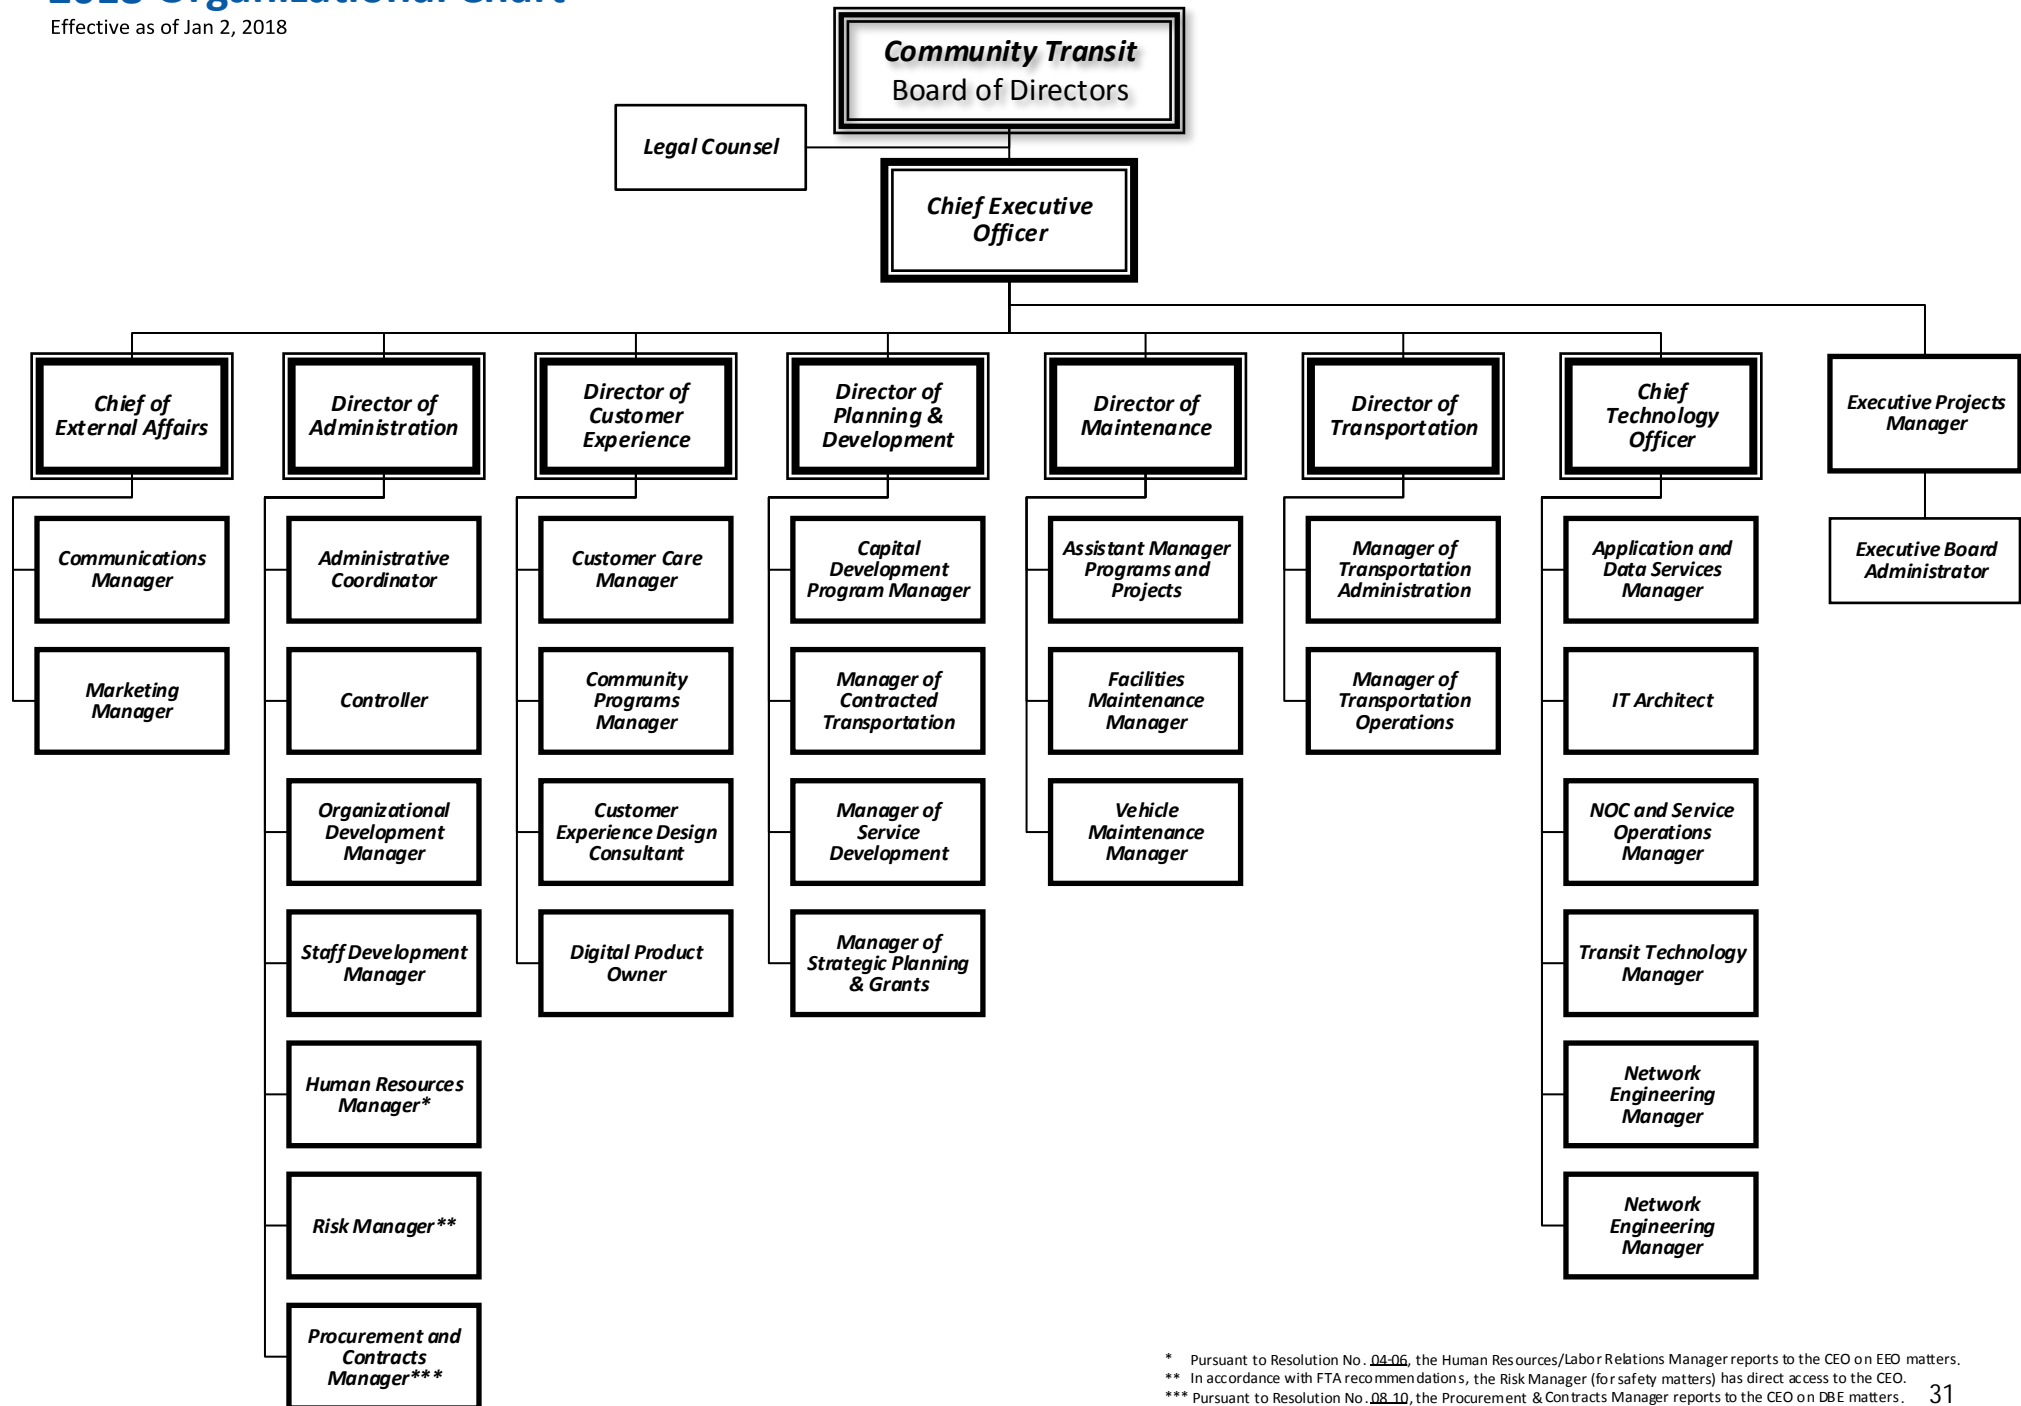 2018 Organizational Chart
Effective as of Jan 2, 2018
Community Transit
Board of Directors
Legal Counsel
Chief Executive
Officer
Chief of
External Affairs
Director of
Administration
Director of
Customer
Experience
Director of
Planning &
Development
Director of
Maintenance
Director of
Transportation
Chief
Technology
Officer
Executive Projects
Manager
Communications
Manager
Administrative
Coordinator
Customer Care
Manager
Capital
Development
Program Manager
Assistant Manager
Programs and
Projects
Manager of
Transportation
Administration
Application and
Data Services
Manager
Executive Board
Administrator
Marketing
Manager
Controller
Community
Programs
Manager
Manager of
Contracted
Transportation
Facilities
Maintenance
Manager
Manager of
Transportation
Operations
IT Architect
Organizational
Development
Manager
Customer
Experience Design
Consultant
Manager of
Service
Development
Vehicle
Maintenance
Manager
NOC and Service
Operations
Manager
Staff Development
Manager
Digital Product
Owner
Manager of
Strategic Planning
& Grants
Transit Technology
Manager
Human Resources
Manager*
Network
Engineering
Manager
Risk Manager**
Network
Engineering
Manager
Procurement and
Contracts
Manager***
* Pursuant to Resolution No. 04-06, the Human Resources/Labor Relations Manager reports to the CEO on EEO matters.
** In accordance with FTA recommendations, the Risk Manager (for safety matters) has direct access to the CEO.
*** Pursuant to Resolution No. 08 10, the Procurement & Contracts Manager reports to the CEO on DBE matters.
31